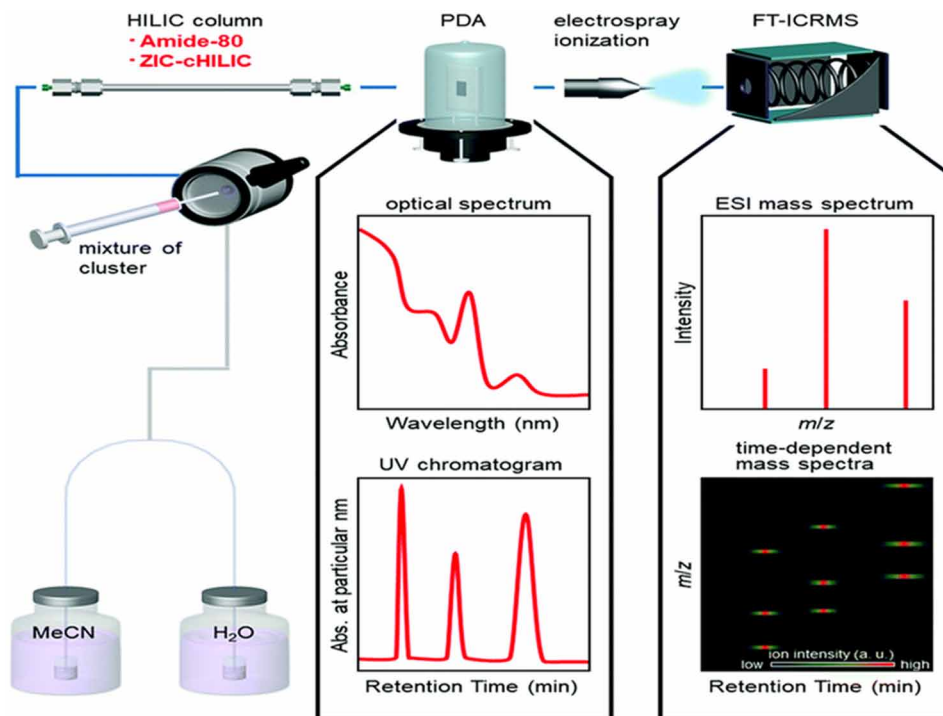 HILIC column
· Amide-80
· ZIC-cHILIC
PDA
electrospray
ionization
FT-ICRMS
mixture of
cluster
MeCN
H₂O
optical spectrum
Absorbance
Wavelength (nm)
UV chromatogram
Abs. at particular nm
Retention Time (min)
ESI mass spectrum
Intensity
m/z
time-dependent
mass spectra
m/z
ion intensity (a. u.)
low
high
Retention Time (min)